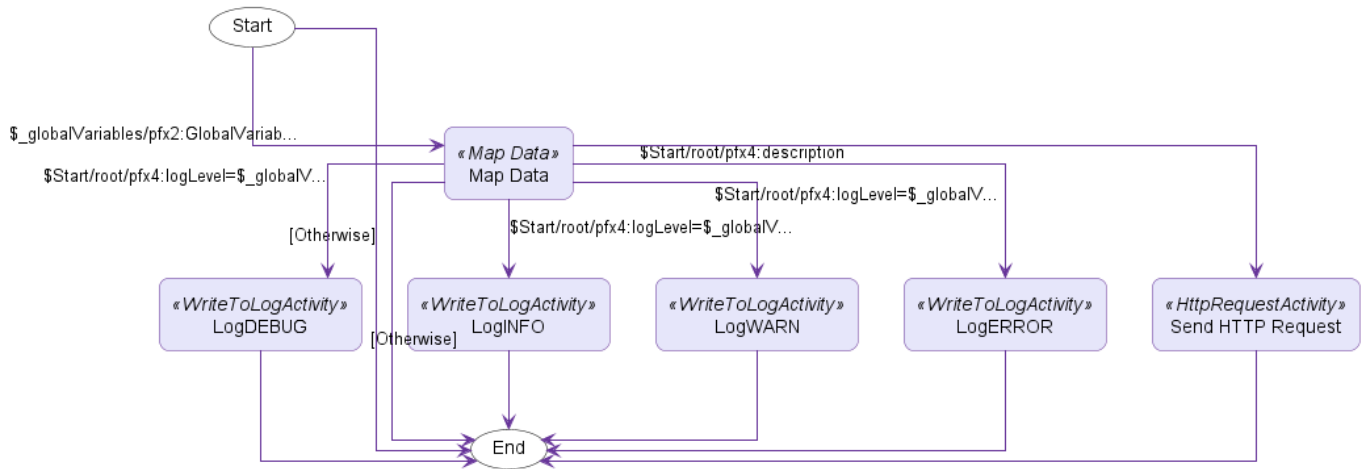 Start
$_globalVariables/pfx2:GlobalVariab...
«Map Data»
Map Data
$Start/root/pfx4:description
$Start/root/pfx4:logLevel=$_globalV...
$Start/root/pfx4:logLevel=$_globalV...
$Start/root/pfx4:logLevel=$_globalV...
[Otherwise]
«WriteToLogActivity»
LogDEBUG
«WriteToLogActivity»
LogINFO
«WriteToLogActivity»
LogWARN
«WriteToLogActivity»
LogERROR
«HttpRequestActivity»
Send HTTP Request
[Otherwise]
End